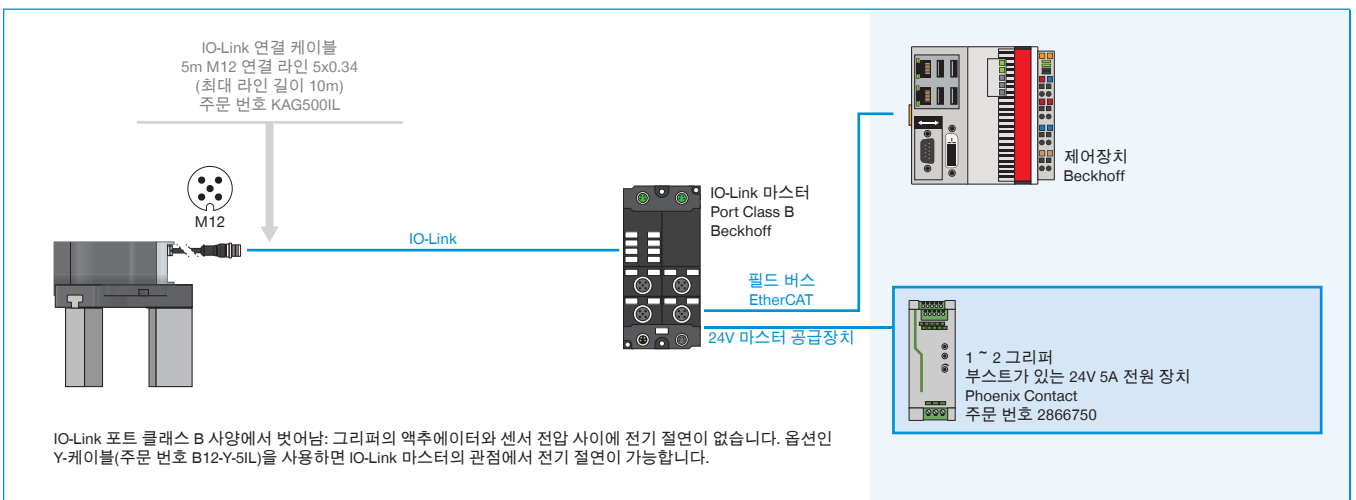 IO-Link 연결 케이블
5m M12 연결 라인 5x0.34
(최대 라인 길이 10m)
주문 번호 KAG500IL
M12
IO-Link
IO-Link 마스터
Port Class B
Beckhoff
필드 버스
EtherCAT
24V 마스터 공급장치
제어장치
Beckhoff
1 ~ 2 그리퍼
부스트가 있는 24V 5A 전원 장치
Phoenix Contact
주문 번호 2866750
IO-Link 포트 클래스 B 사양에서 벗어남: 그리퍼의 액추에이터와 센서 전압 사이에 전기 절연이 없습니다. 옵션인
Y-케이블(주문 번호 B12-Y-5IL)을 사용하면 IO-Link 마스터의 관점에서 전기 절연이 가능합니다.